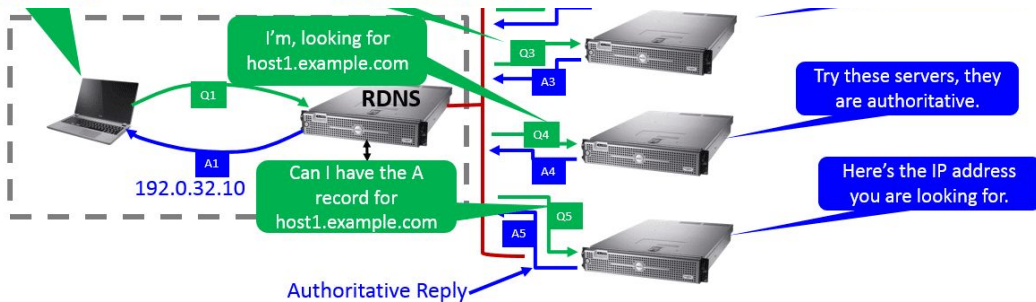 I'm, looking for
host1.example.com
Q1
RDNS
A1
192.0.32.10
Can I have the A
record for
host1.example.com
Q3
A3
Q4
A4
Q5
A5
Authoritative Reply
Try these servers, they
are authoritative.
Here's the IP address
you are looking for.